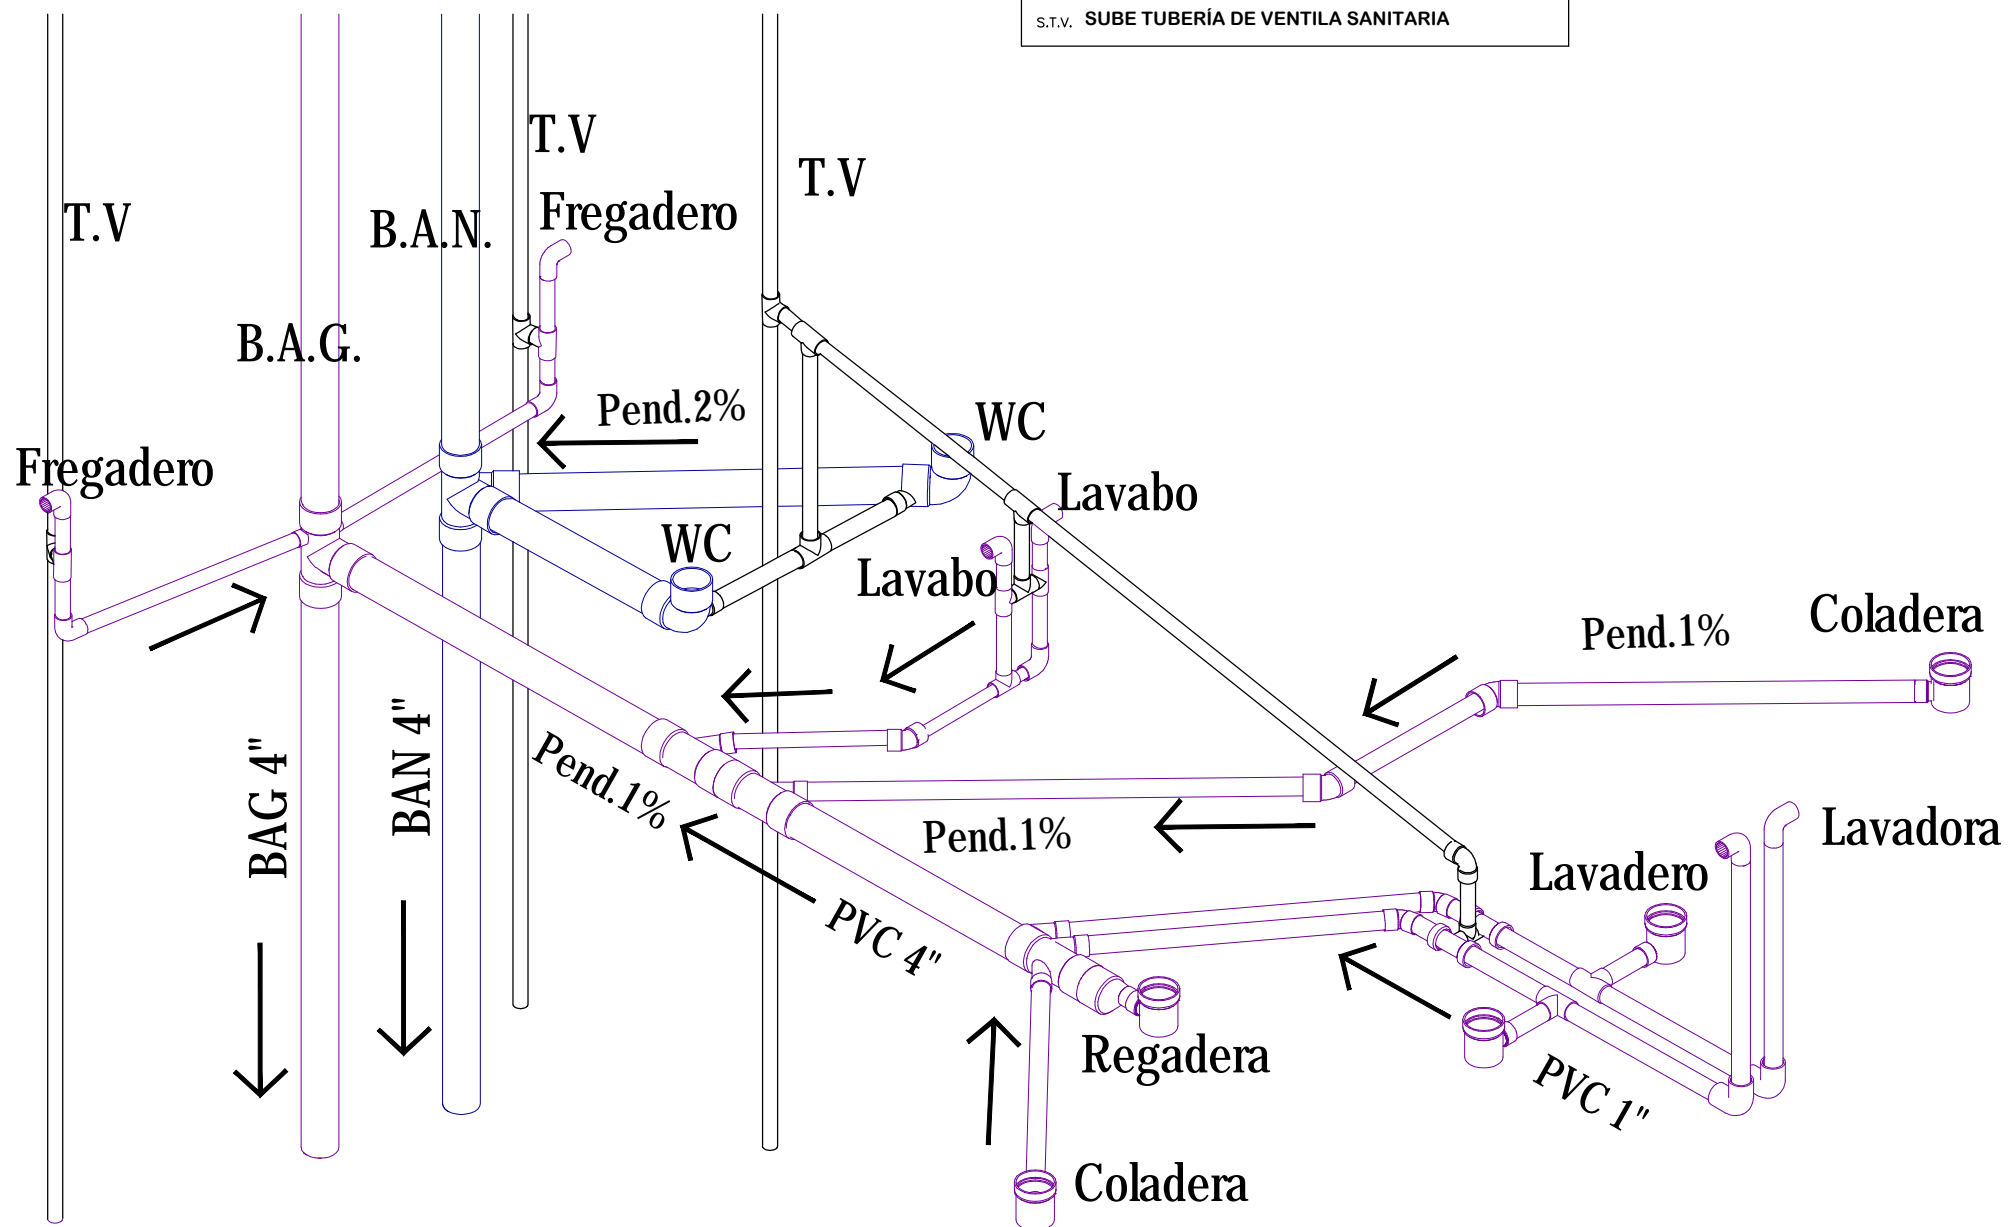 S.T.V. SUBE TUBERÍA DE VENTILA SANITARIA
T.V
T.V
T.V
B.A.N.
Fregadero
B.A.G.
Pend.2%
WC
Fregadero
Lavabo
WC
Lavabo
Pend.1%
Coladera
BAG 4"
BAN 4"
Pend.1%
Pend.1%
Lavadora
Lavadero
PVC 4"
Regadera
PVC 1"
Coladera